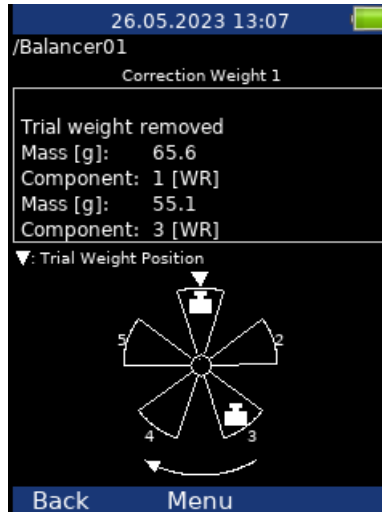 26.05.2023 13:07
/Balancer01
Correction Weight 1
Trial weight removed
Mass [g]: 65.6
Component: 1 [WR]
Mass [g]: 55.1
Component: 3 [WR]
▼: Trial Weight Position
5 2
4 3
Back Menu